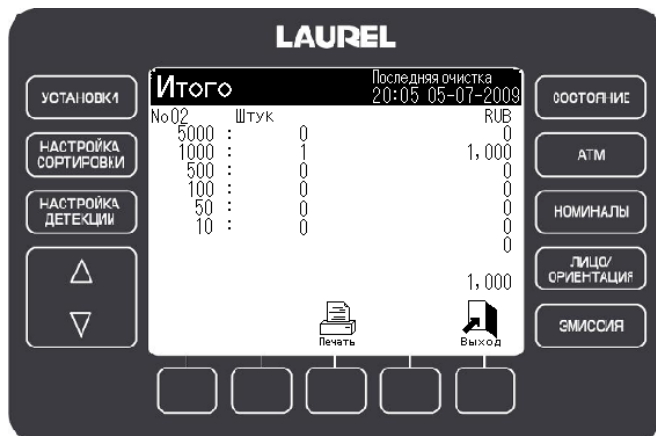 LAUREL
УСТАНОВКИ
НАСТРОЙКА
СОРТИРОВКИ
НАСТРОЙКА
ДЕТЕКЦИИ
Итого
Последняя очистка
20:05 05-07-2009
No02 Штук RUB
5000 : 0 0
1000 : 1 1,000
500 : 0 0
100 : 0 0
50 : 0 0
10 : 0 0
0
1,000
Печать
Выход
СОСТОЯНИЕ
АТМ
НОМИНАЛЫ
ЛИЦО/
ОРИЕНТАЦИЯ
ЭМИССИЯ